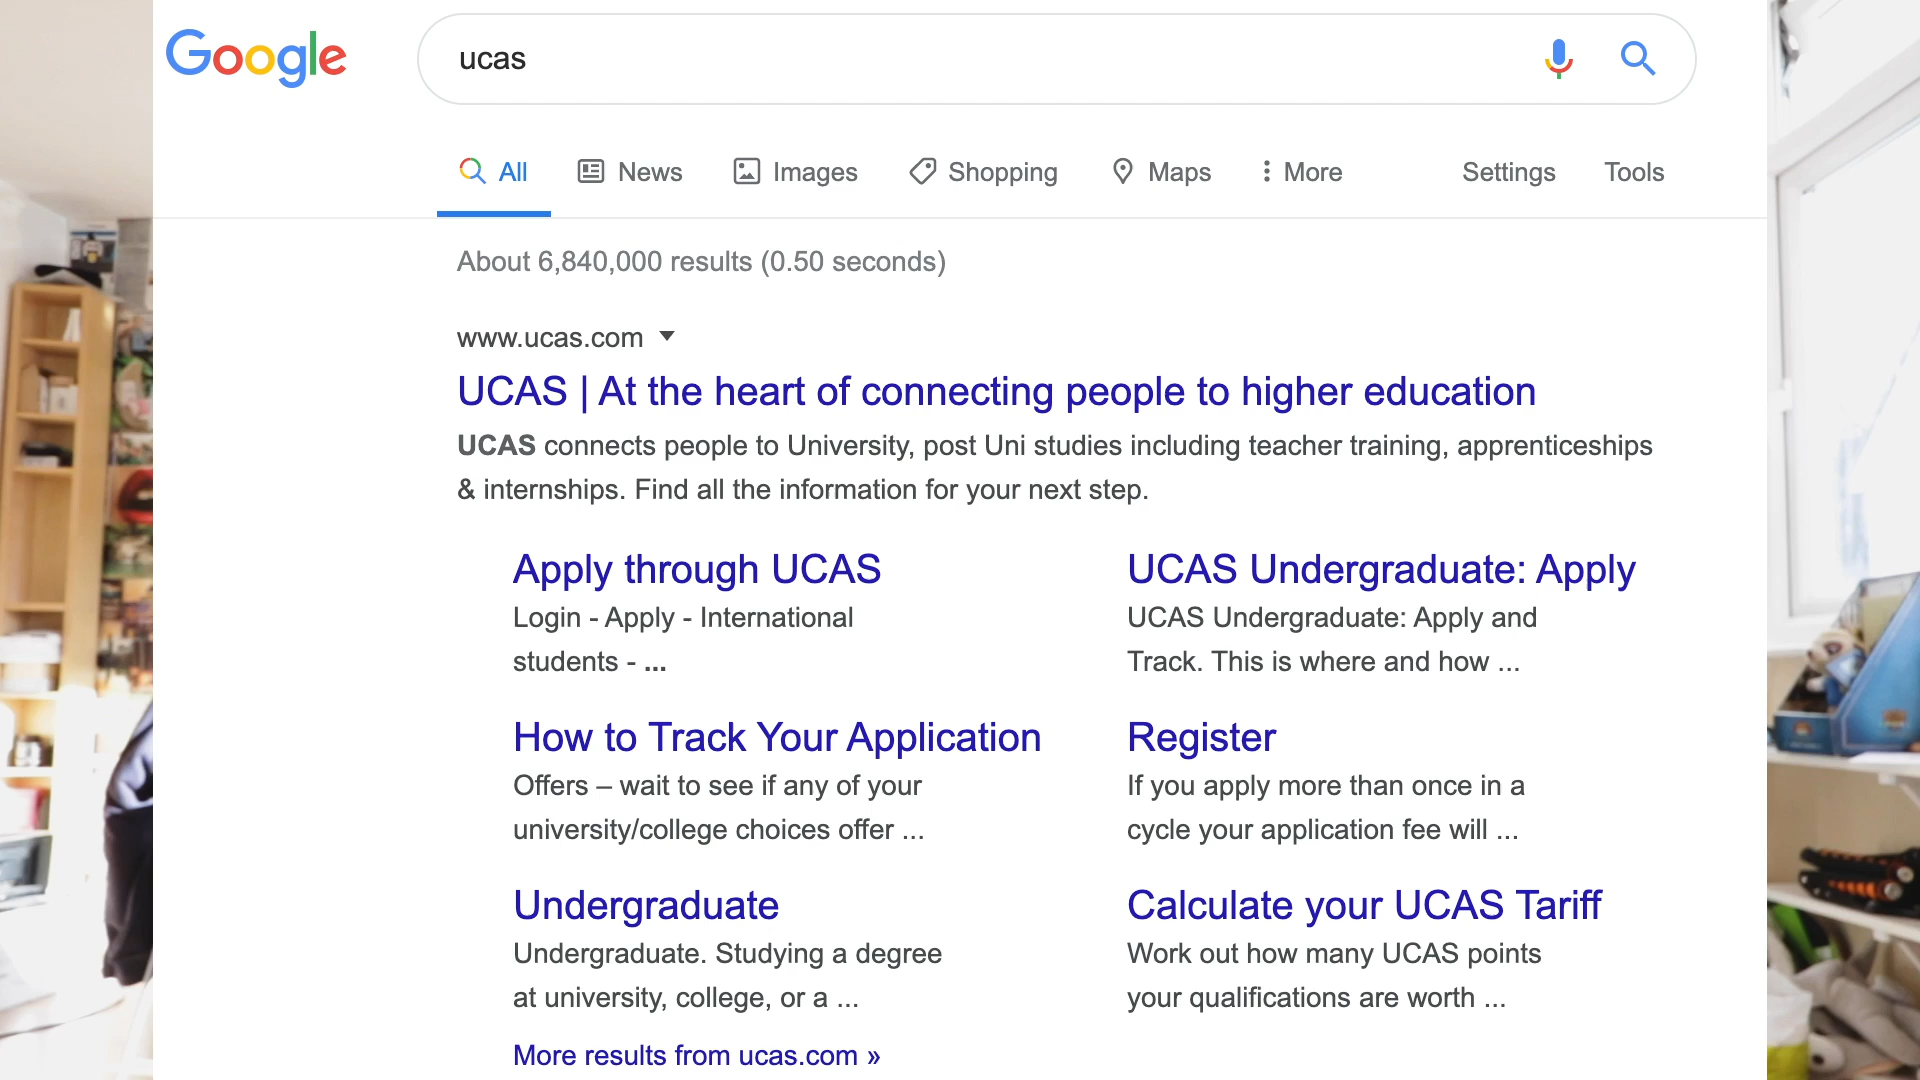 Google
ucas
All News Images Shopping Maps More Settings Tools
About 6,840,000 results (0.50 seconds)
www.ucas.com
UCAS | At the heart of connecting people to higher education
UCAS connects people to University, post Uni studies including teacher training, apprenticeships
& internships. Find all the information for your next step.
Apply through UCAS
Login - Apply - International
students - ...
UCAS Undergraduate: Apply
UCAS Undergraduate: Apply and
Track. This is where and how ...
How to Track Your Application
Offers – wait to see if any of your
university/college choices offer ...
Register
If you apply more than once in a
cycle your application fee will ...
Undergraduate
Undergraduate. Studying a degree
at university, college, or a ...
Calculate your UCAS Tariff
Work out how many UCAS points
your qualifications are worth ...
More results from ucas.com »